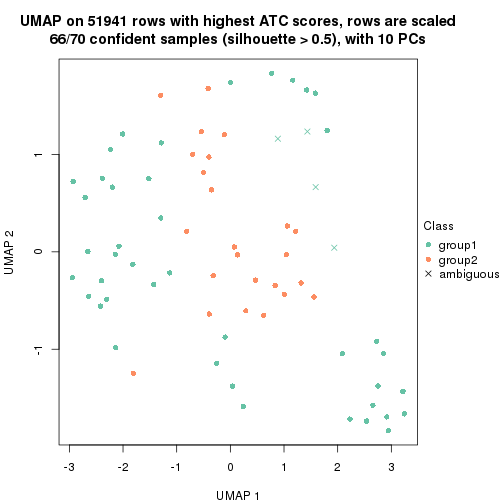 UMAP on 51941 rows with highest ATC scores, rows are scaled
66/70 confident samples (silhouette > 0.5), with 10 PCs
UMAP 2
1
0
-1
-3
-2
-1
0
1
2
3
UMAP 1
Class
group1
group2
ambiguous